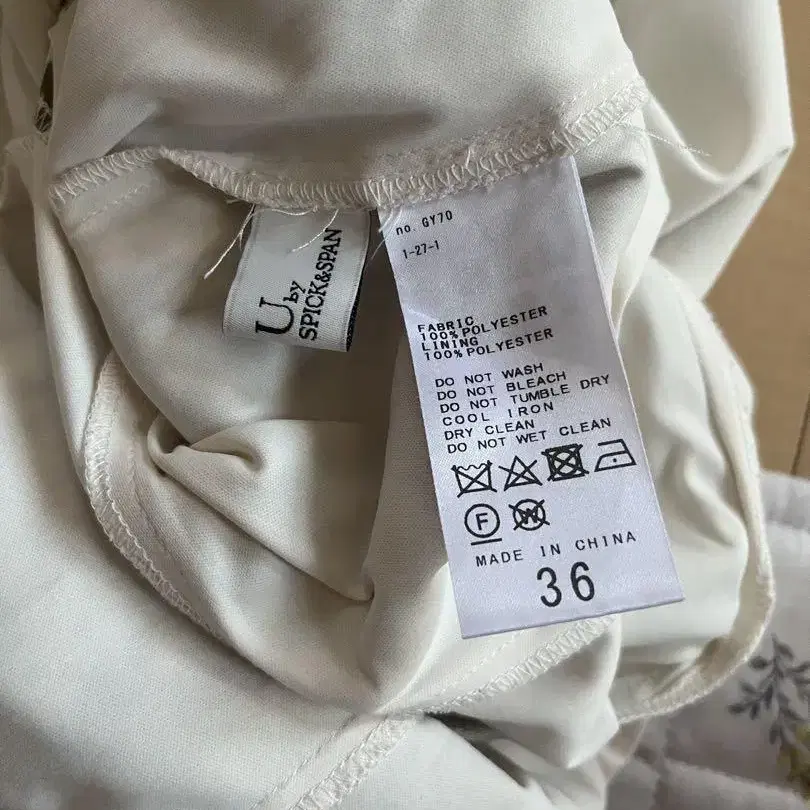 U by
SPICK&SPAN
no. GY70
1-27-1
FABRIC
100% POLYESTER
LINING
100% POLYESTER
DO NOT WASH
DO NOT BLEACH
DO NOT TUMBLE DRY
COOL IRON
DRY CLEAN
DO NOT WET CLEAN
F W
MADE IN CHINA
36